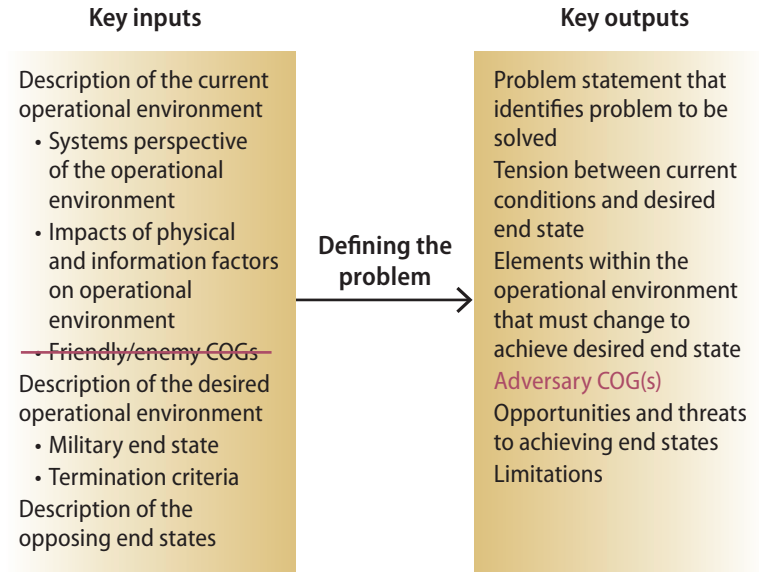 Key inputs
Description of the current
operational environment
• Systems perspective
of the operational
environment
• Impacts of physical
and information factors
on operational
environment
• Friendly/enemy COGs
Description of the desired
operational environment
• Military end state
• Termination criteria
Description of the
opposing end states
Defining the
problem
Key outputs
Problem statement that
identifies problem to be
solved
Tension between current
conditions and desired
end state
Elements within the
operational environment
that must change to
achieve desired end state
Adversary COG(s)
Opportunities and threats
to achieving end states
Limitations